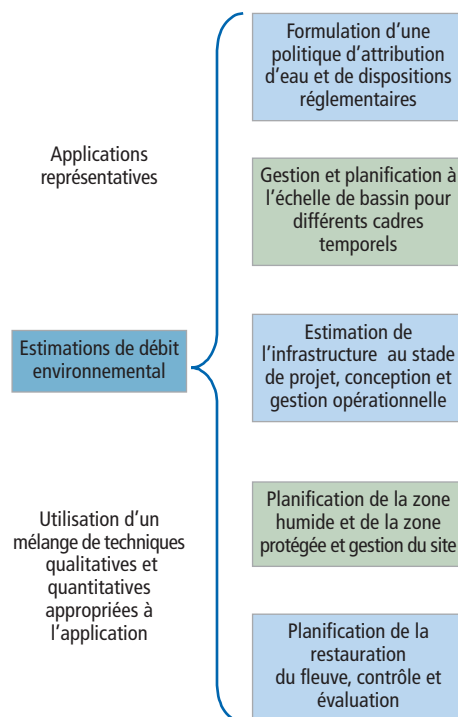 Applications
représentatives
Estimations de débit
environnemental
Utilisation d'un
mélange de techniques
qualitatives et
quantitatives
appropriées à
l'application
Formulation d'une
politique d'attribution
d'eau et de dispositions
réglementaires
Gestion et planification à
l'échelle de bassin pour
différents cadres
temporels
Estimation de
l'infrastructure au stade
de projet, conception et
gestion opérationnelle
Planification de la zone
humide et de la zone
protégée et gestion du site
Planification de la
restauration
du fleuve, contrôle et
évaluation